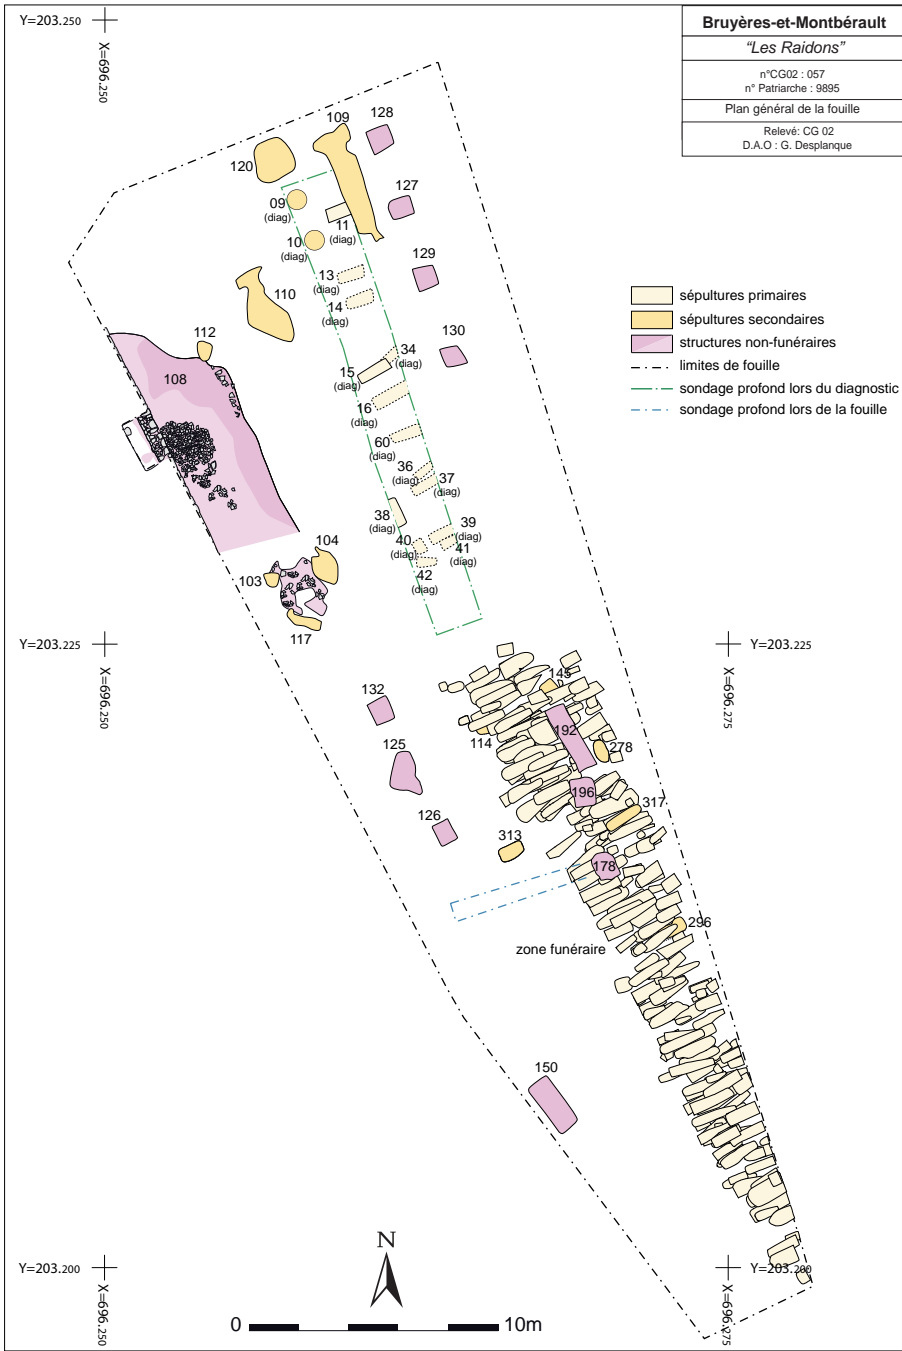 Y=203.250
X=696.250
Bruyères-et-Montbérault
"Les Raidons"
n°CG02 : 057
n° Patriarche : 9895
Plan général de la fouille
Relevé: CG 02
D.A.O : G. Desplanque
109
128
120
09
(diag)
127
11
(diag)
10
(diag)
129
13
(diag)
110
14
(diag)
sépultures primaires
sépultures secondaires
structures non-funéraires
limites de fouille
sondage profond lors du diagnostic
sondage profond lors de la fouille
112
130
34
(diag)
108
15
(diag)
16
(diag)
60
(diag)
36
(diag)
37
(diag)
38
(diag)
39
(diag)
104
40
(diag)
41
(diag)
103
42
(diag)
117
Y=203.225
Y=203.225
X=696.250
X=696.275
145
132
192
114
278
125
196
317
126
313
178
296
zone funéraire
150
N
Y=203.200
Y=203.200
X=696.250
X=696.275
0
10m